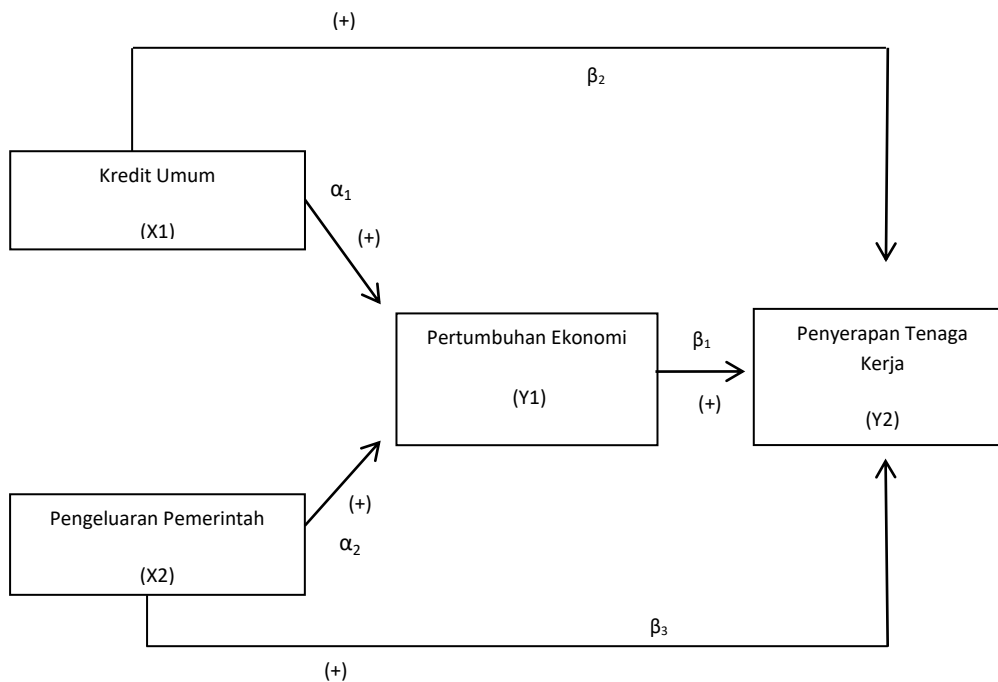 (+)
β₂
Kredit Umum
(X1)
α₁
(+)
Pertumbuhan Ekonomi
(Y1)
β₁
(+)
Penyerapan Tenaga
Kerja
(Y2)
Pengeluaran Pemerintah
(X2)
(+)
α₂
β₃
(+)